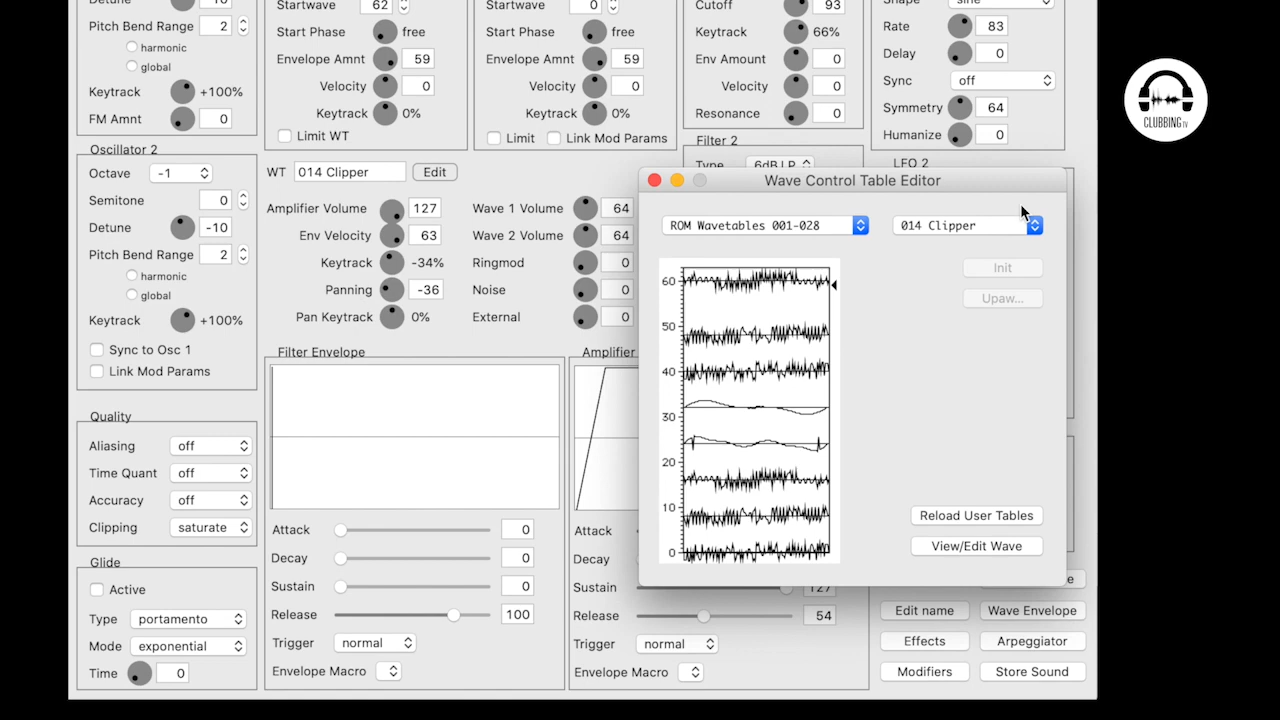 Detune -10
Pitch Bend Range 2
harmonic
global
Keytrack +100%
FM Amnt 0
Startwave 62
Start Phase free
Envelope Amnt 59
Velocity 0
Keytrack 0%
Limit WT
Startwave 0
Start Phase free
Envelope Amnt 59
Velocity 0
Keytrack 0%
Limit Link Mod Params
Cutoff 93
Keytrack 66%
Env Amount 0
Velocity 0
Resonance 0
Shape sine
Rate 83
Delay 0
Sync off
Symmetry 64
Humanize 0
CLUBBING TV
Oscillator 2
Octave -1
Semitone 0
Detune -10
Pitch Bend Range 2
harmonic
global
Keytrack +100%
Sync to Osc 1
Link Mod Params
WT 014 Clipper Edit
Amplifier Volume 127
Env Velocity 63
Keytrack -34%
Panning -36
Pan Keytrack 0%
Wave 1 Volume 64
Wave 2 Volume 64
Ringmod 0
Noise 0
External 0
Filter 2
Type 6dB LP
LFO 2
Wave Control Table Editor
ROM Wavetables 001-028 014 Clipper
Init
Upaw...
60
50
40
30
20
10
0
Reload User Tables
View/Edit Wave
Quality
Aliasing off
Time Quant off
Accuracy off
Clipping saturate
Glide
Active
Type portamento
Mode exponential
Time 0
Filter Envelope
Attack 0
Decay 0
Sustain 0
Release 100
Trigger normal
Envelope Macro
Amplifier
Attack
Decay
Sustain 127
Release 54
Trigger normal
Envelope Macro
Edit name Wave Envelope
Effects Arpeggiator
Modifiers Store Sound